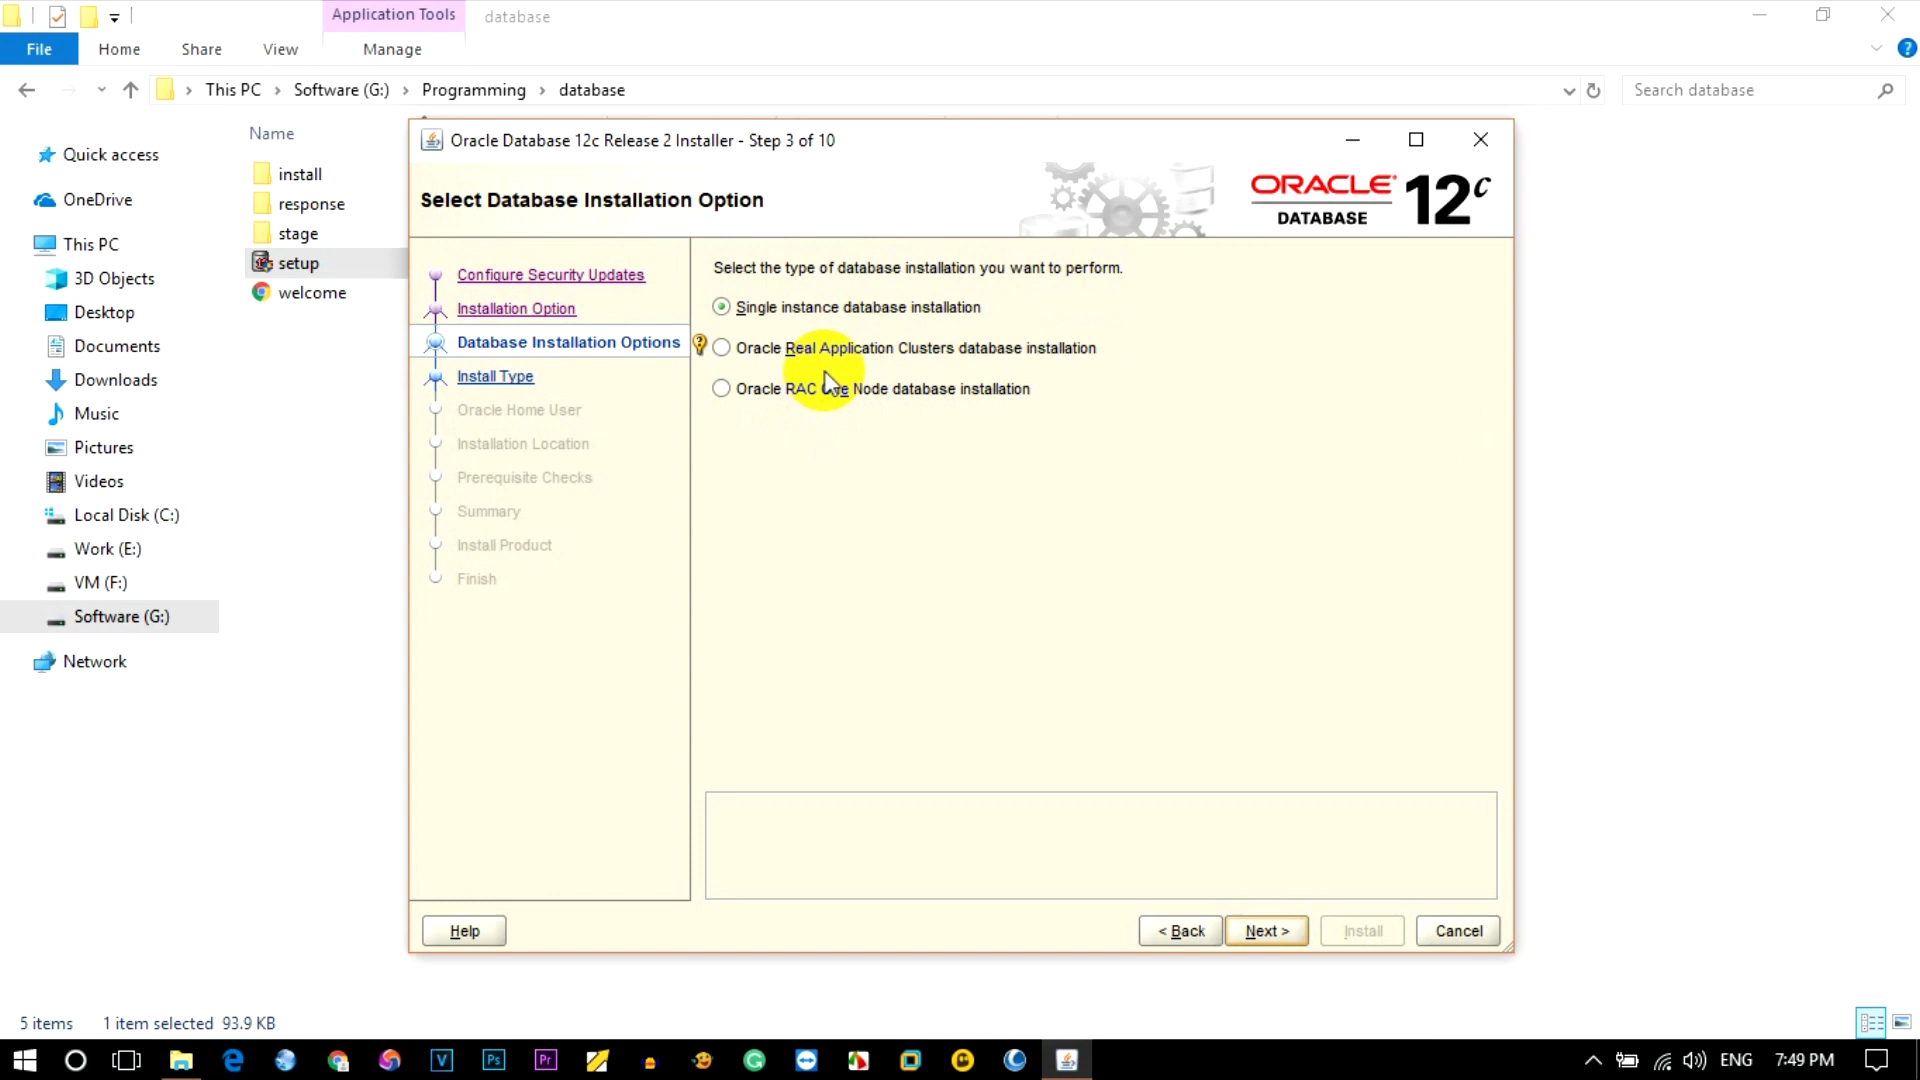 Application Tools
database
File
Home
Share
View
Manage
This PC
Software (G:)
Programming
database
Search database
Name
Quick access
OneDrive
This PC
3D Objects
Desktop
Documents
Downloads
Music
Pictures
Videos
Local Disk (C:)
Work (E:)
VM (F:)
Software (G:)
Network
install
response
stage
setup
welcome
Oracle Database 12c Release 2 Installer - Step 3 of 10
Select Database Installation Option
ORACLE
DATABASE
12c
Configure Security Updates
Installation Option
Database Installation Options
Install Type
Oracle Home User
Installation Location
Prerequisite Checks
Summary
Install Product
Finish
Select the type of database installation you want to perform.
Single instance database installation
Oracle Real Application Clusters database installation
Oracle RAC One Node database installation
Help
< Back
Next >
Install
Cancel
5 items
1 item selected 93.9 KB
V
Ps
Pr
ENG
7:49 PM